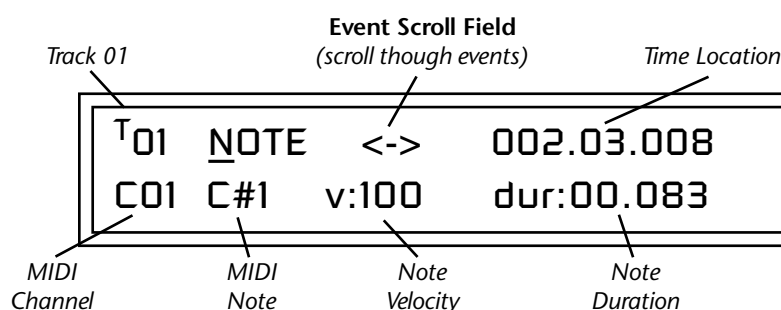 Event Scroll Field
Track 01 (scroll though events) Time Location
T01 NOTE <-> 002.03.008
C01 C#1 v:100 dur:00.083
MIDI MIDI Note Note
Channel Note Velocity Duration